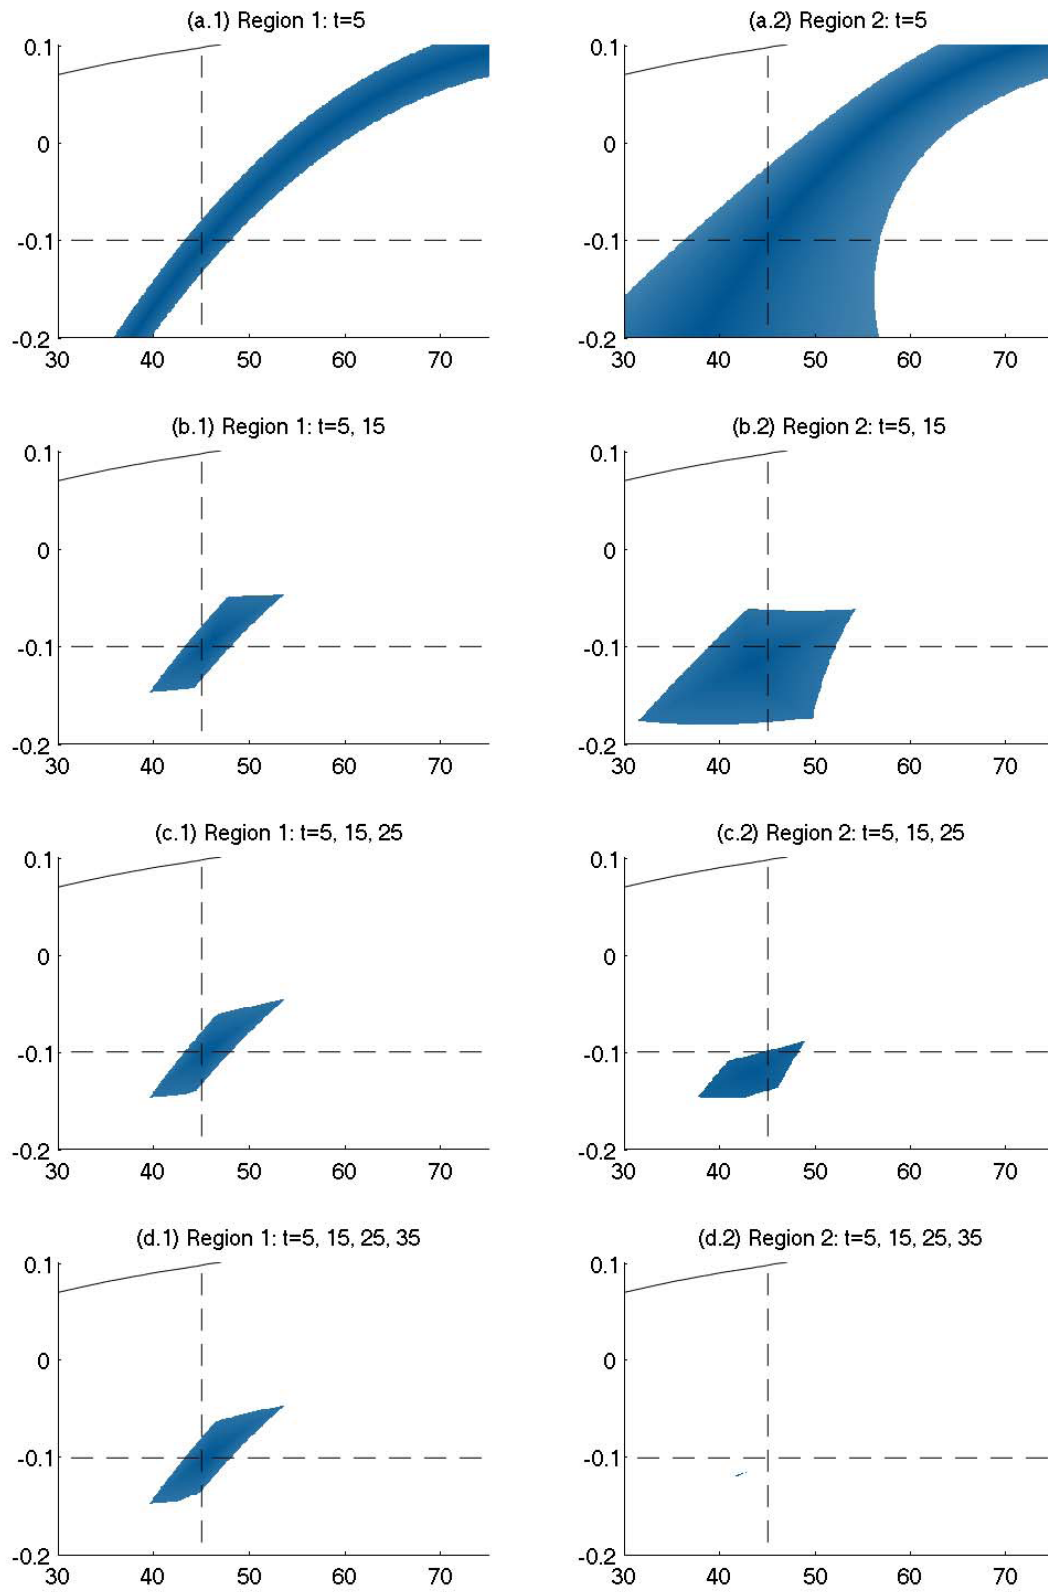 (a.1) Region 1: t=5
0.1
0
-0.1
-0.2
30 40 50 60 70
(a.2) Region 2: t=5
0.1
0
-0.1
-0.2
30 40 50 60 70
(b.1) Region 1: t=5, 15
0.1
0
-0.1
-0.2
30 40 50 60 70
(b.2) Region 2: t=5, 15
0.1
0
-0.1
-0.2
30 40 50 60 70
(c.1) Region 1: t=5, 15, 25
0.1
0
-0.1
-0.2
30 40 50 60 70
(c.2) Region 2: t=5, 15, 25
0.1
0
-0.1
-0.2
30 40 50 60 70
(d.1) Region 1: t=5, 15, 25, 35
0.1
0
-0.1
-0.2
30 40 50 60 70
(d.2) Region 2: t=5, 15, 25, 35
0.1
0
-0.1
-0.2
30 40 50 60 70